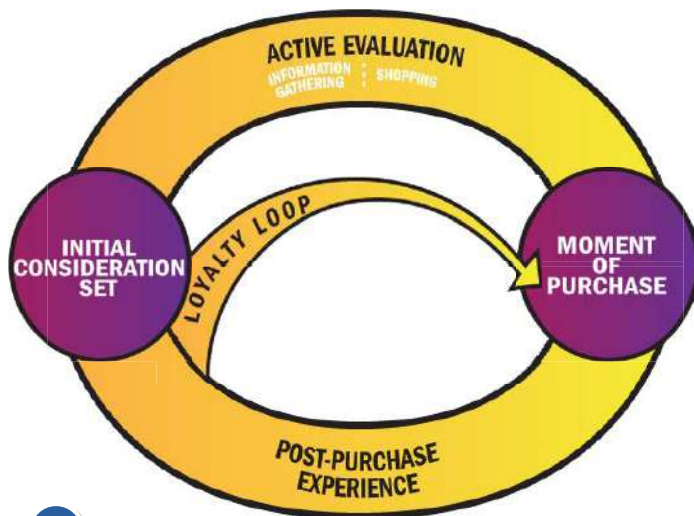 ACTIVE EVALUATION
INFORMATION
GATHERING
SHOPPING
INITIAL
CONSIDERATION
SET
LOYALTY LOOP
MOMENT
OF
PURCHASE
POST-PURCHASE
EXPERIENCE